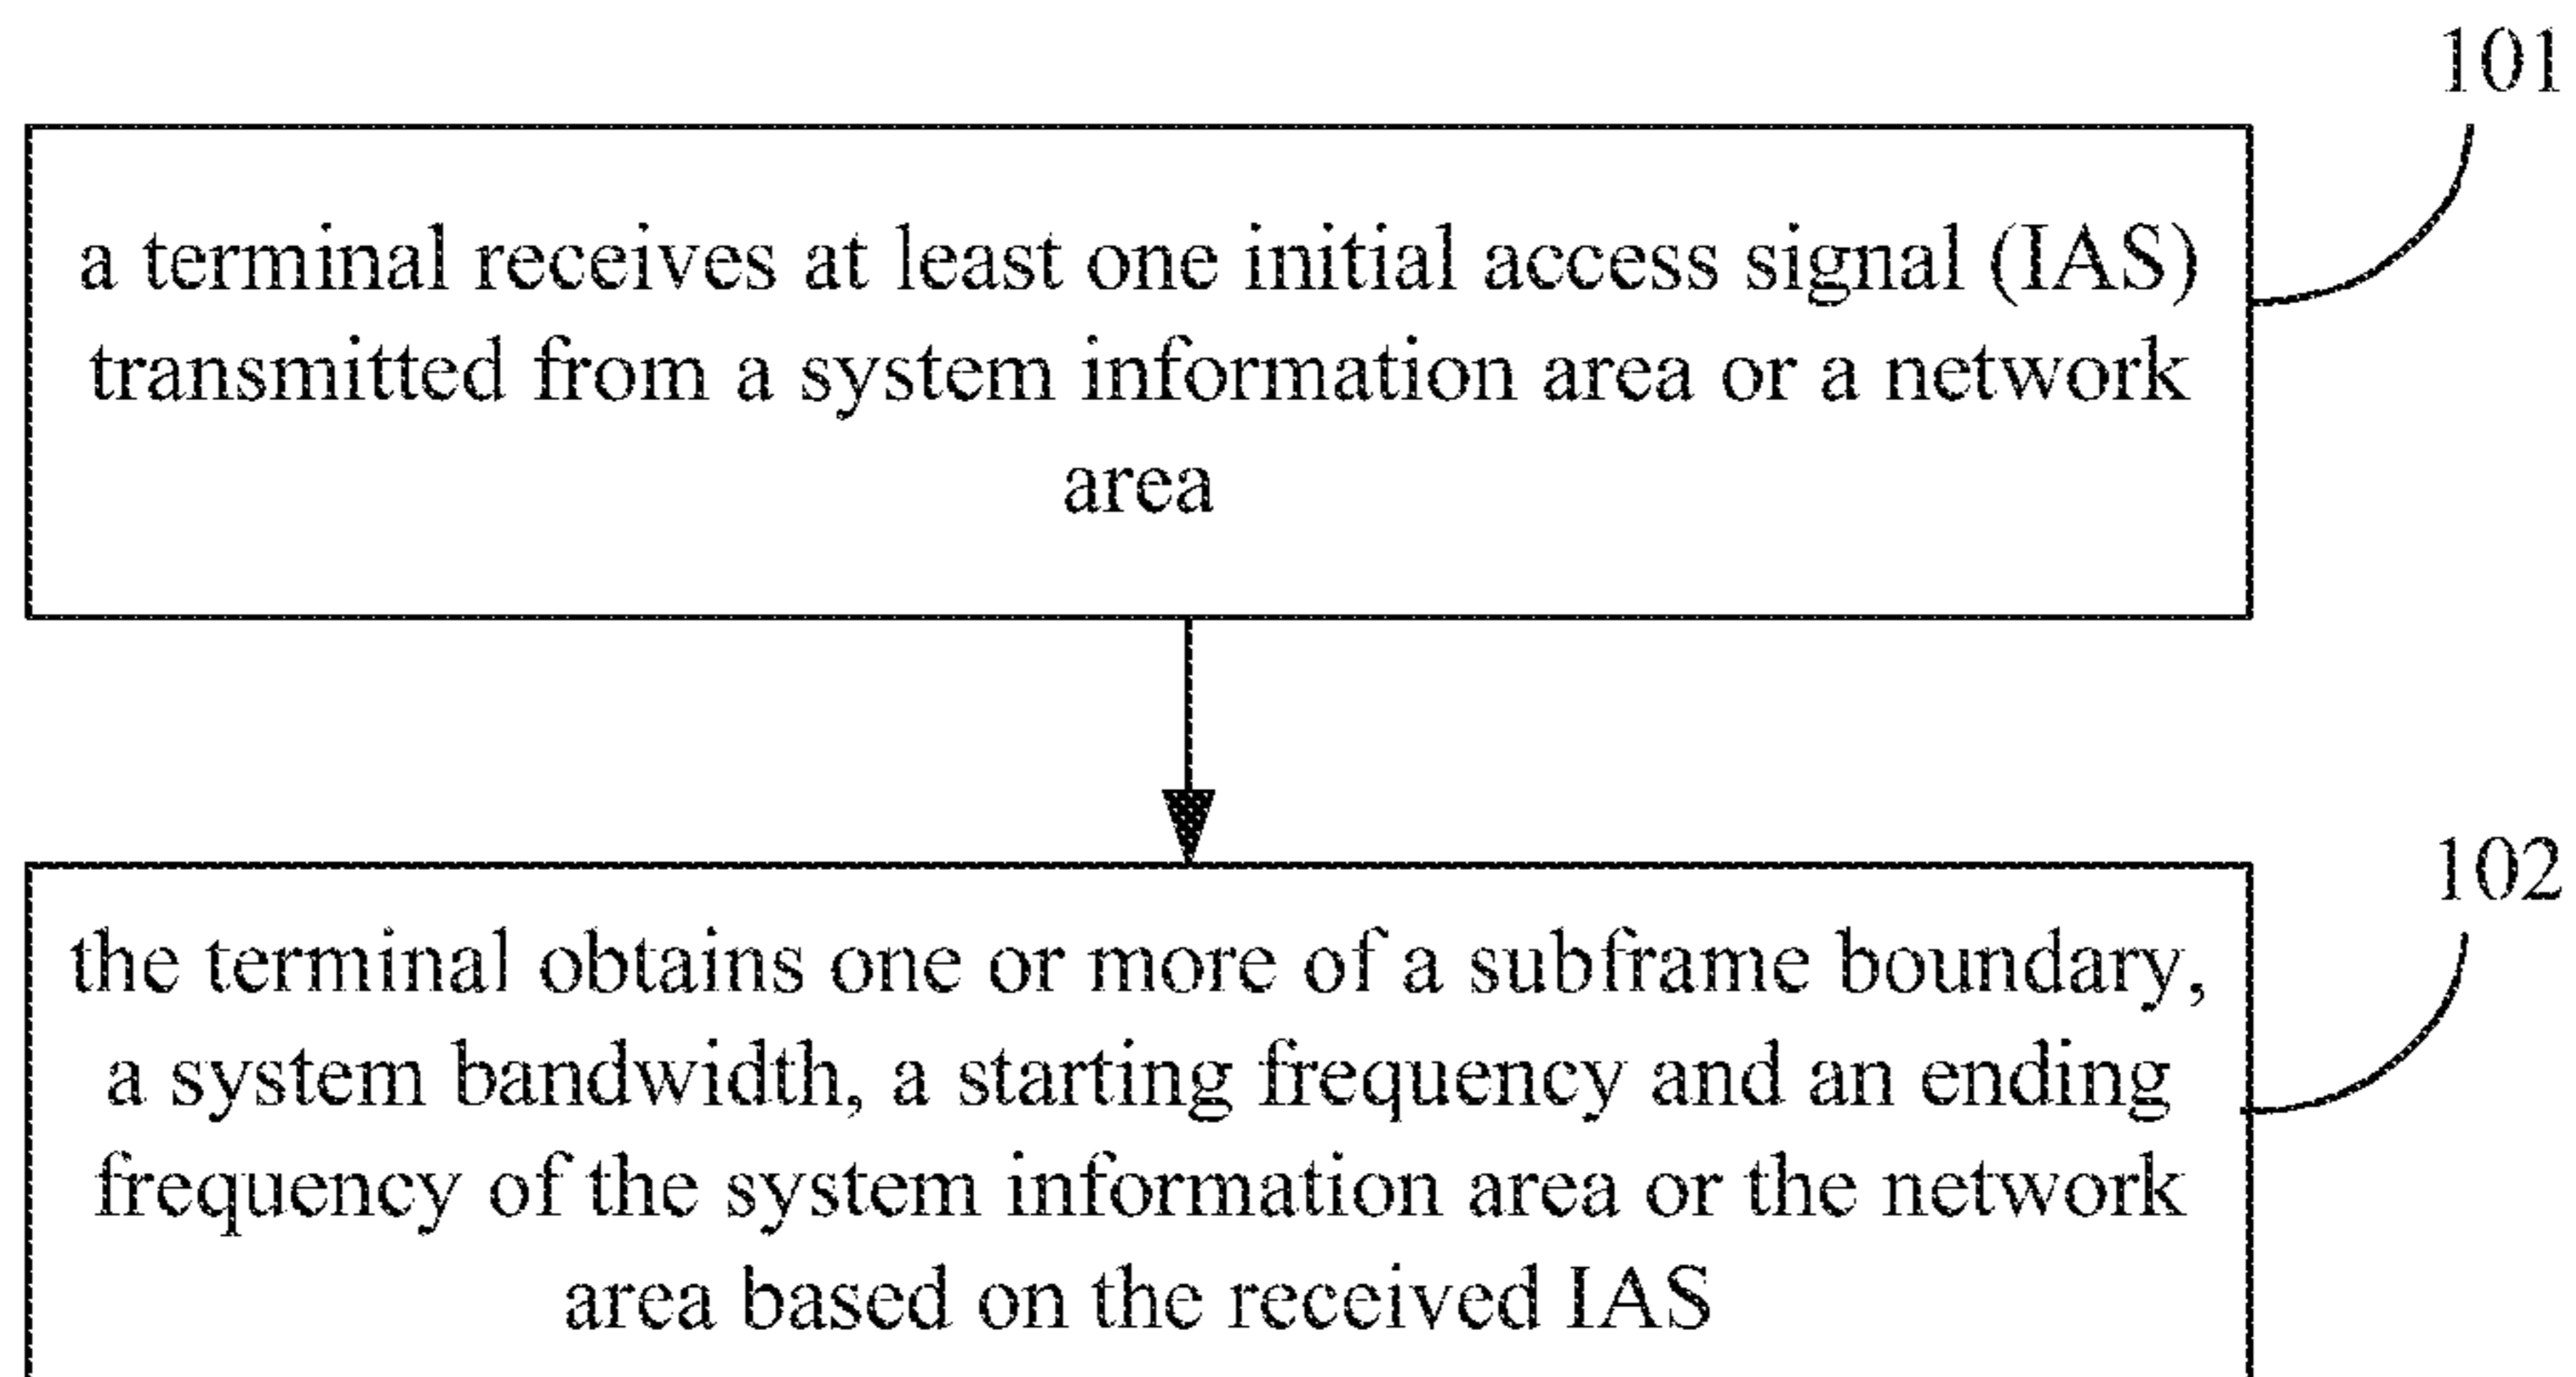 101
a terminal receives at least one initial access signal (IAS)
transmitted from a system information area or a network
area
102
the terminal obtains one or more of a subframe boundary,
a system bandwidth, a starting frequency and an ending
frequency of the system information area or the network
area based on the received IAS